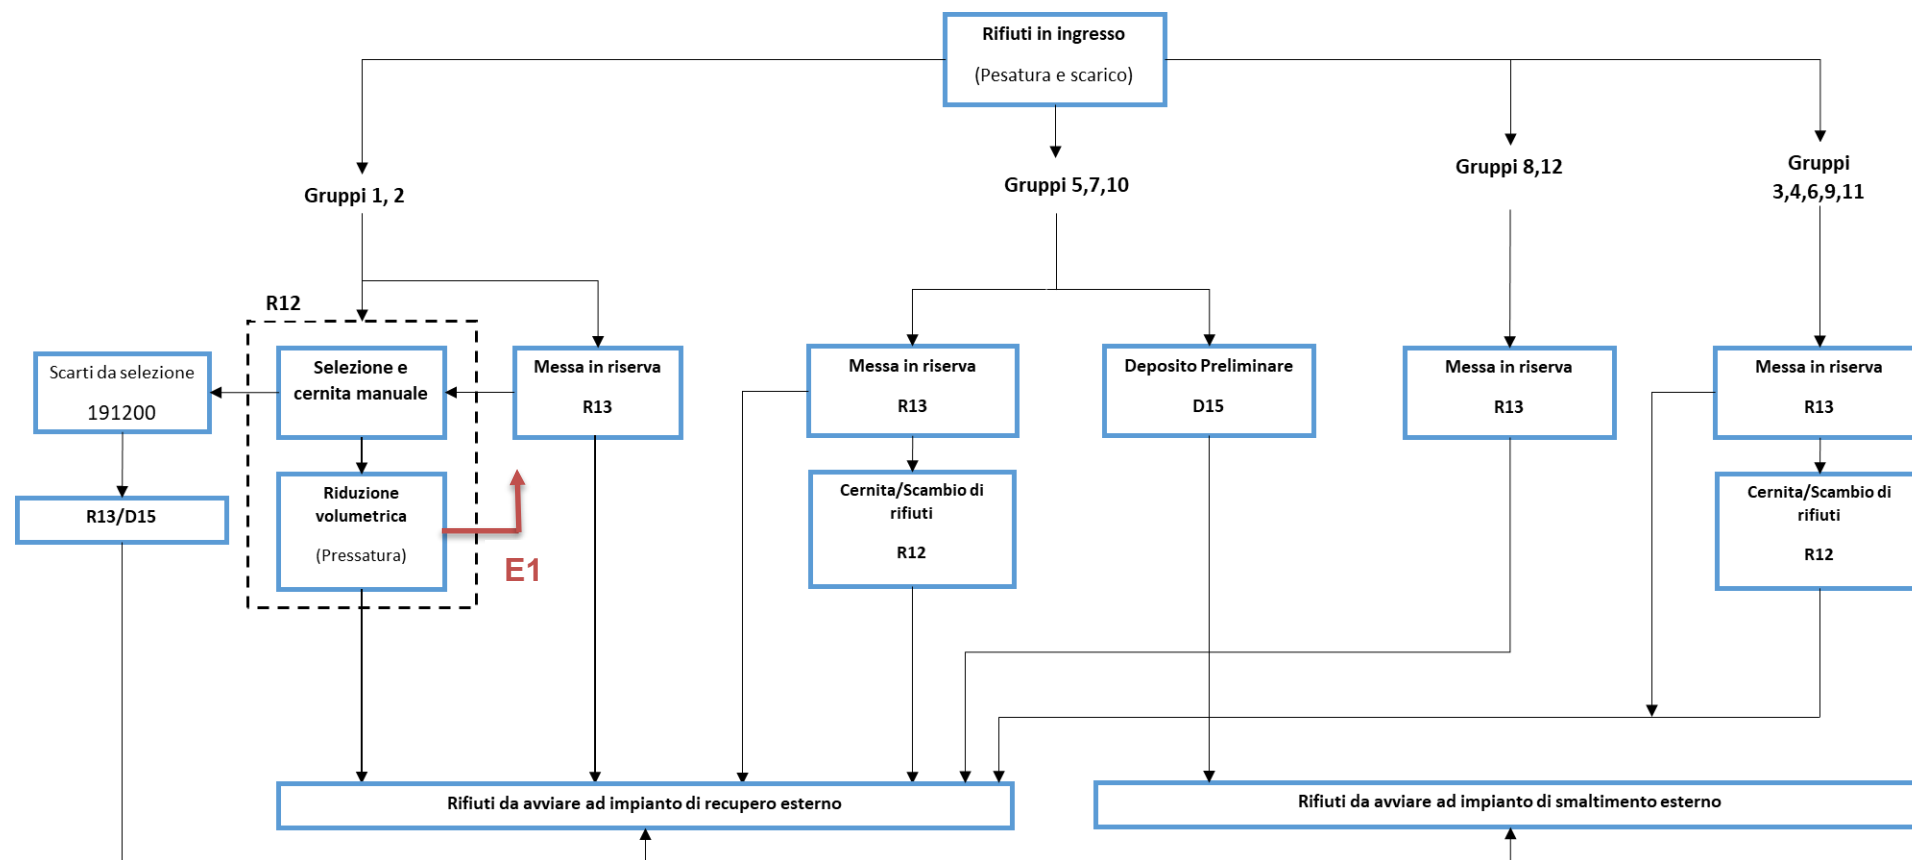 Rifiuti in ingresso
(Pesatura e scarico)
Gruppi 1, 2
Gruppi 5,7,10
Gruppi 8,12
Gruppi
3,4,6,9,11
R12
Scarti da selezione
191200
Selezione e
cernita manuale
Messa in riserva
R13
Messa in riserva
R13
Deposito Preliminare
D15
Messa in riserva
R13
Messa in riserva
R13
R13/D15
Riduzione
volumetrica
(Pressatura)
E1
Cernita/Scambio di
rifiuti
R12
Cernita/Scambio di
rifiuti
R12
Rifiuti da avviare ad impianto di recupero esterno
Rifiuti da avviare ad impianto di smaltimento esterno